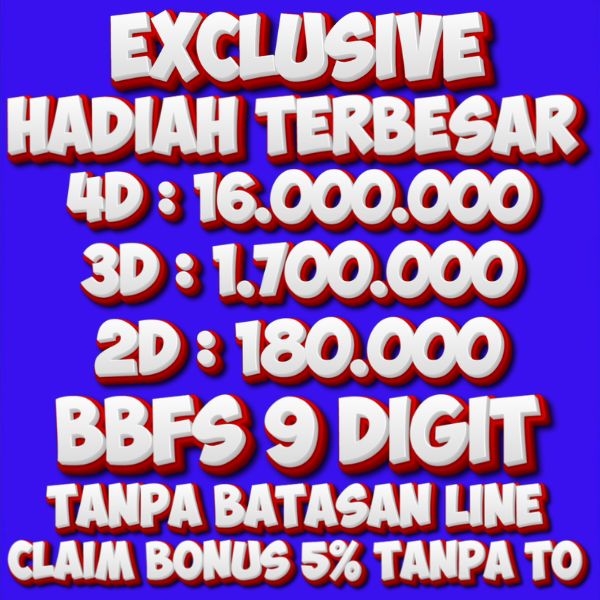 EXCLUSIVE
HADIAH TERBESAR
4D : 16.000.000
3D : 1.700.000
2D : 180.000
BBFS 9 DIGIT
TANPA BATASAN LINE
CLAIM BONUS 5% TANPA TO